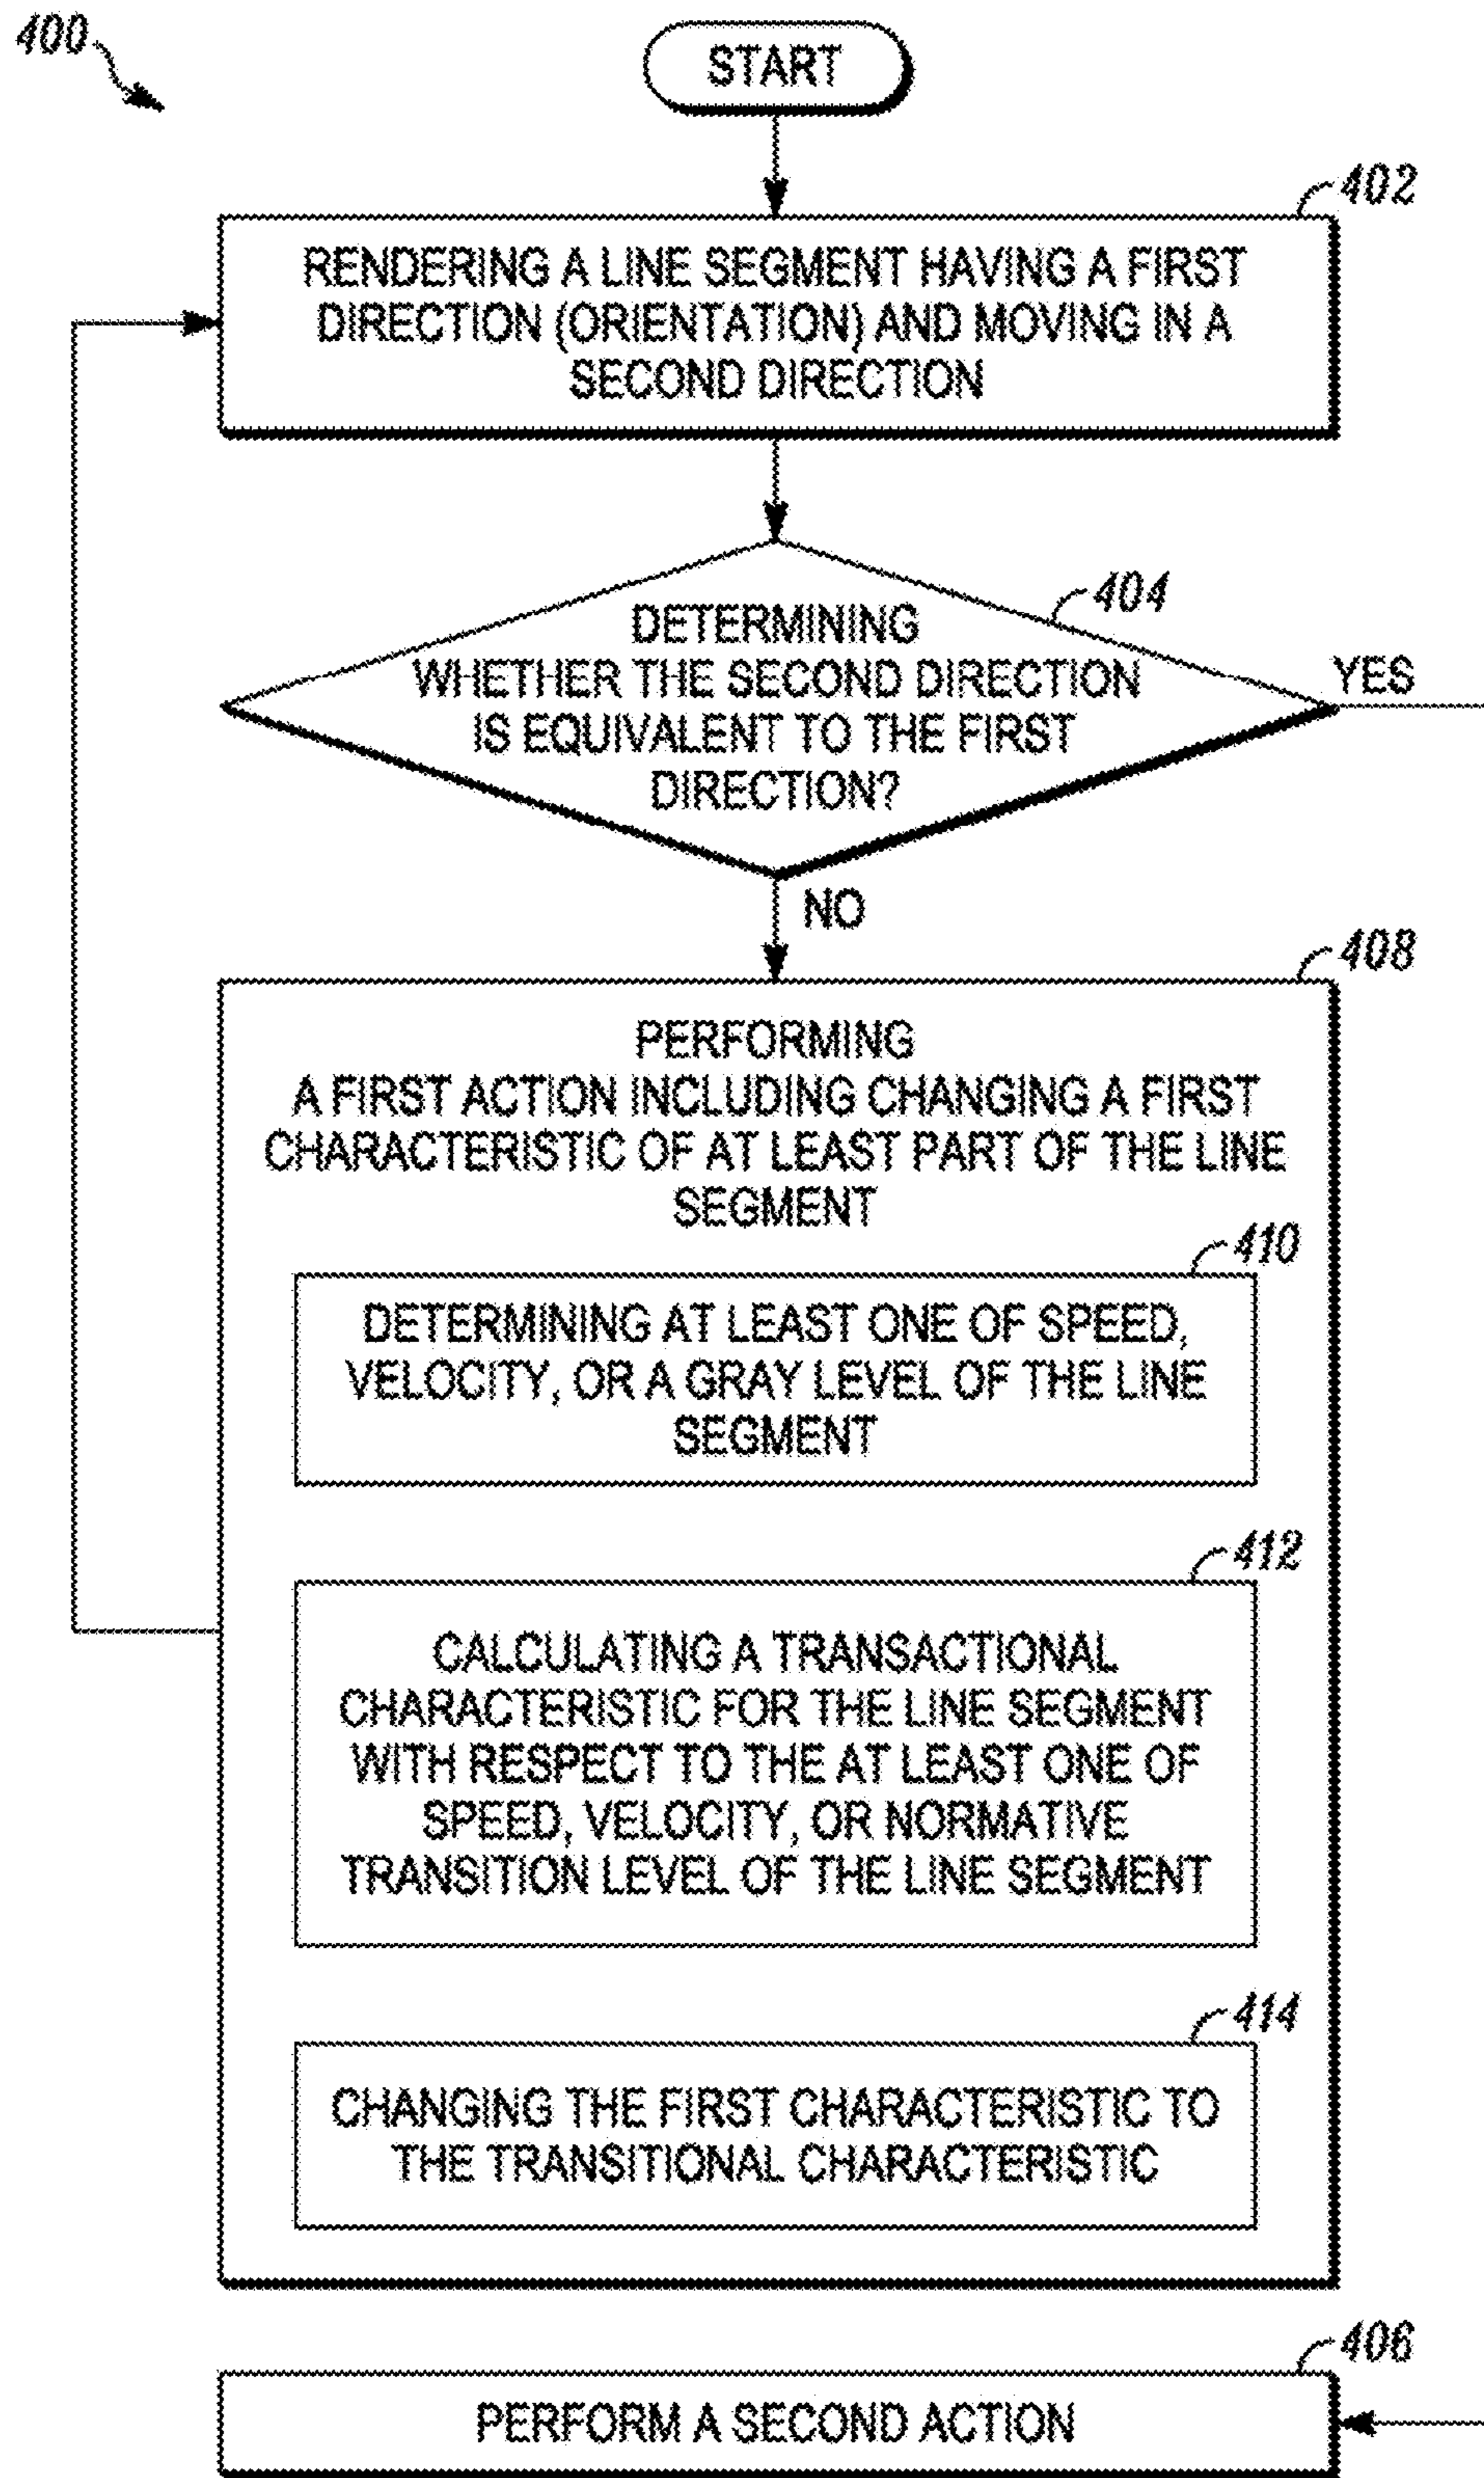 400
START
402
RENDERING A LINE SEGMENT HAVING A FIRST
DIRECTION (ORIENTATION) AND MOVING IN A
SECOND DIRECTION
404
DETERMINING
WHETHER THE SECOND DIRECTION
IS EQUIVALENT TO THE FIRST
DIRECTION?
YES
NO
408
PERFORMING
A FIRST ACTION INCLUDING CHANGING A FIRST
CHARACTERISTIC OF AT LEAST PART OF THE LINE
SEGMENT
410
DETERMINING AT LEAST ONE OF SPEED,
VELOCITY, OR A GRAY LEVEL OF THE LINE
SEGMENT
412
CALCULATING A TRANSACTIONAL
CHARACTERISTIC FOR THE LINE SEGMENT
WITH RESPECT TO THE AT LEAST ONE OF
SPEED, VELOCITY, OR NORMATIVE
TRANSITION LEVEL OF THE LINE SEGMENT
414
CHANGING THE FIRST CHARACTERISTIC TO
THE TRANSITIONAL CHARACTERISTIC
406
PERFORM A SECOND ACTION